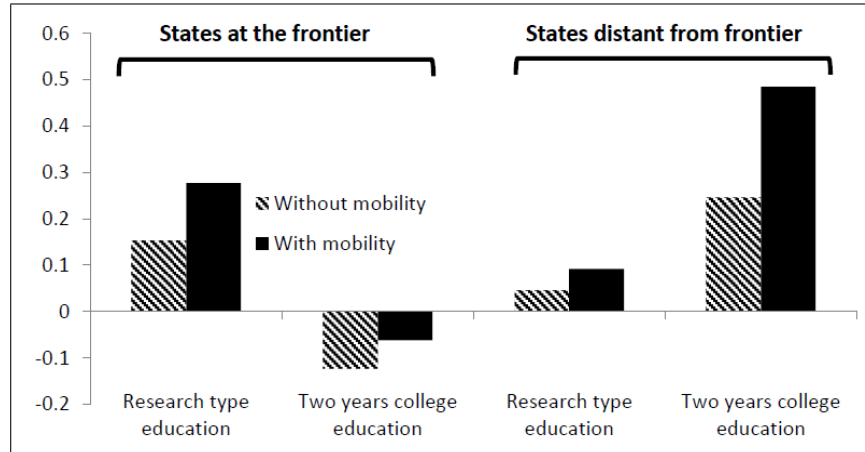 States at the frontier
States distant from frontier
0.6
0.5
0.4
0.3
0.2
0.1
0
-0.1
-0.2
Without mobility
With mobility
Research type
education
Two years college
education
Research type
education
Two years college
education